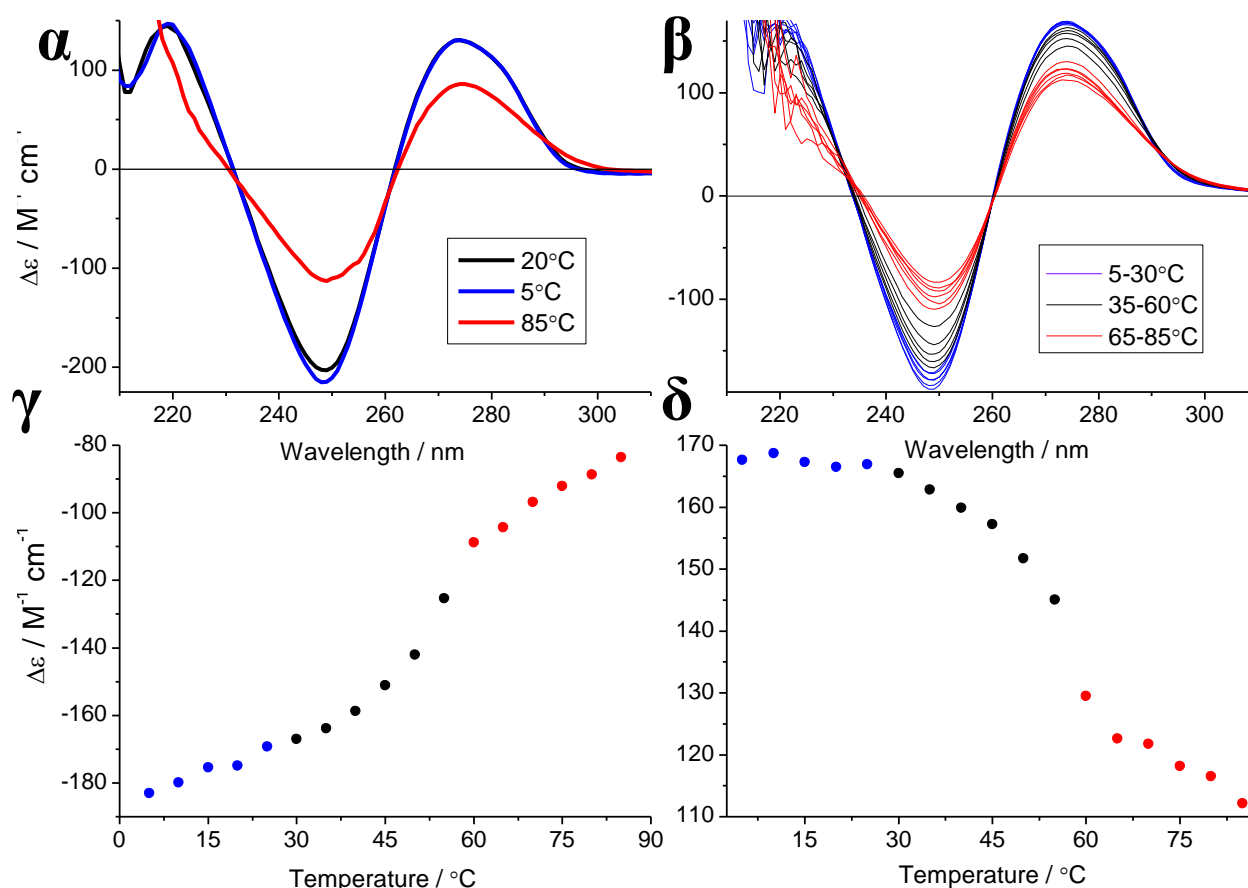 α
100
0
-100
-200
Δε / M⁻¹ cm⁻¹
20°C
5°C
85°C
220 240 260 280 300
Wavelength / nm
β
100
0
-100
5-30°C
35-60°C
65-85°C
220 240 260 280 300
Wavelength / nm
γ
-80
-100
-120
-140
-160
-180
Δε / M⁻¹ cm⁻¹
0 15 30 45 60 75 90
Temperature / °C
δ
170
160
150
140
130
120
110
15 30 45 60 75
Temperature / °C